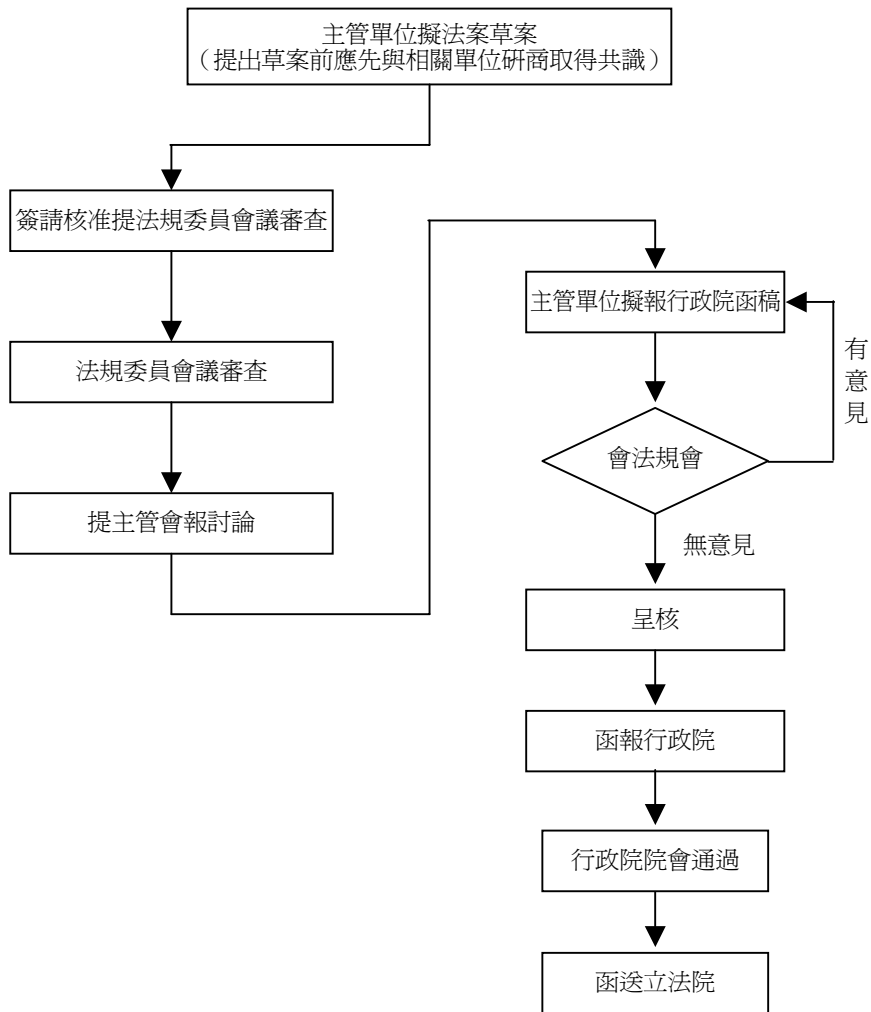 主管單位擬法案草案
（提出草案前應先與相關單位研商取得共識）
簽請核准提法規委員會議審查
法規委員會議審查
提主管會報討論
主管單位擬報行政院函稿
有意見
會法規會
無意見
呈核
函報行政院
行政院院會通過
函送立法院